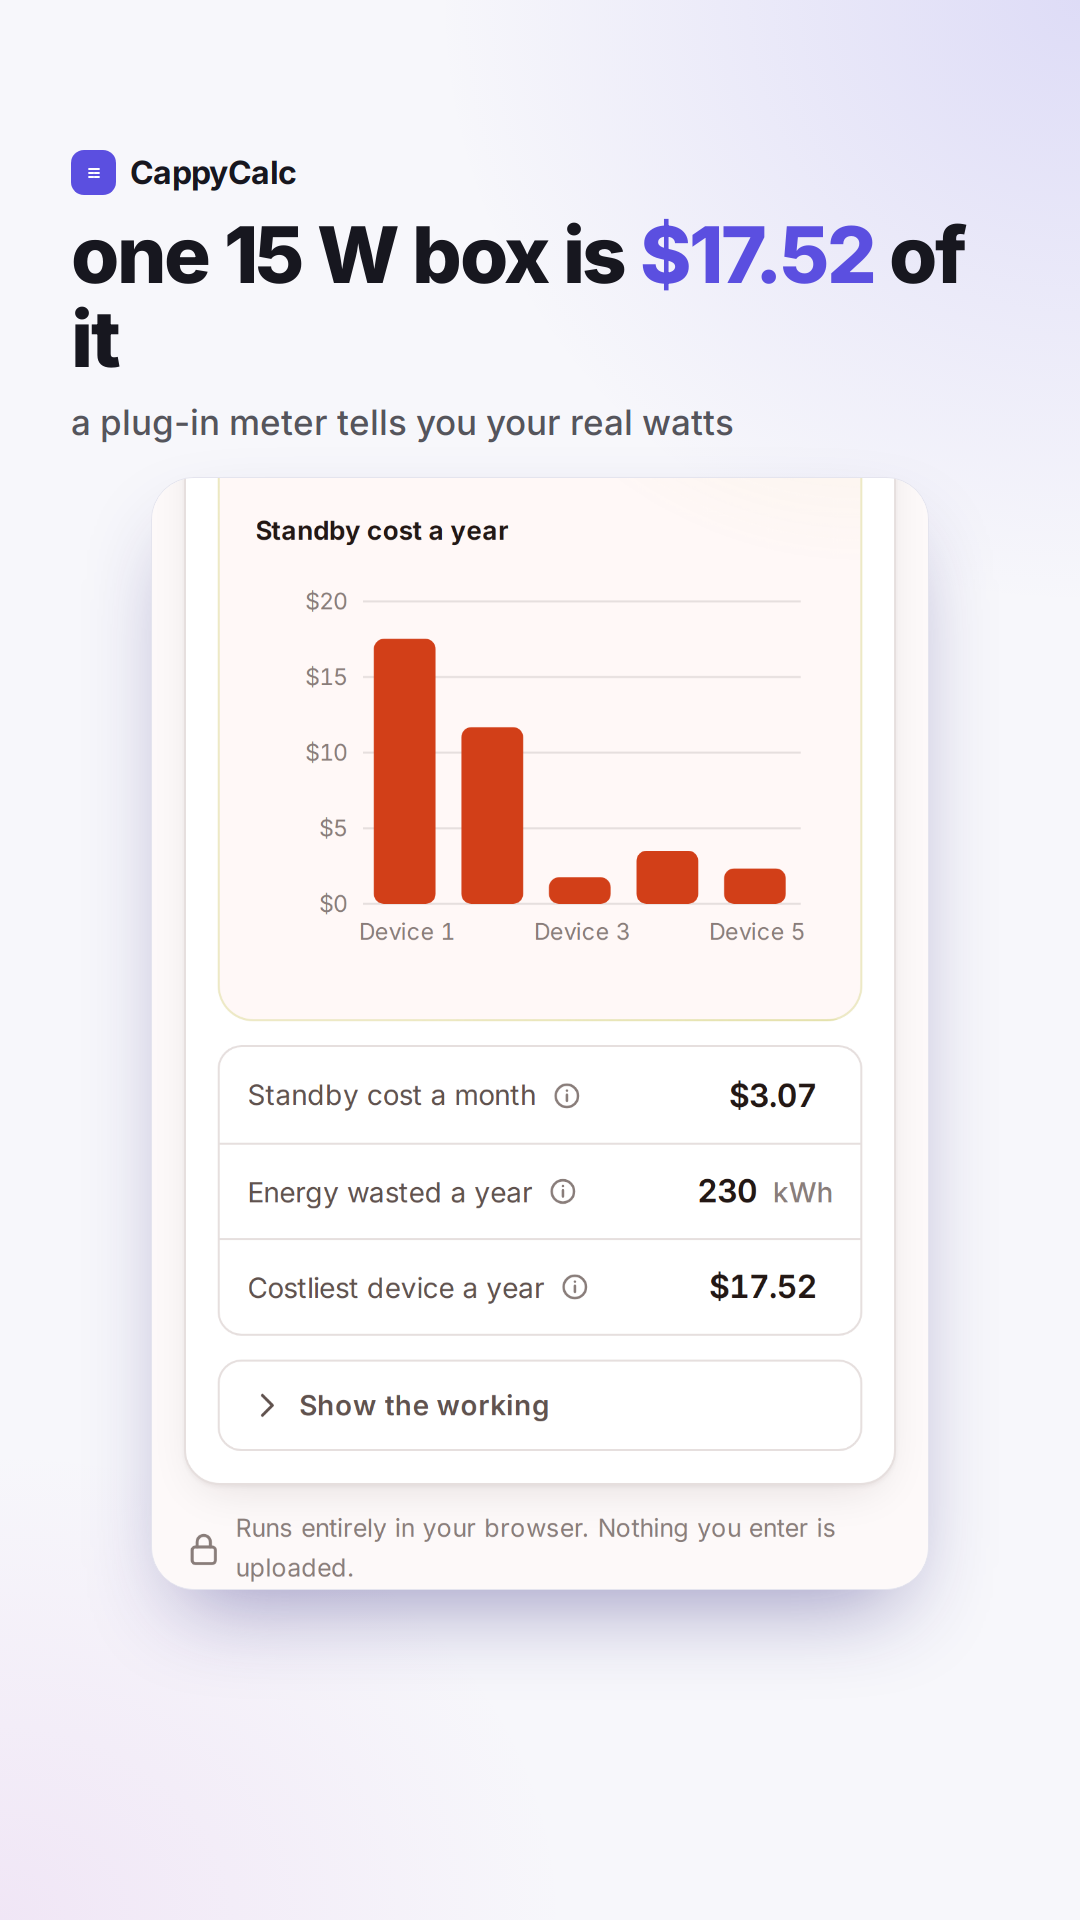 CappyCalc
one 15 W box is $17.52 of
it
a plug-in meter tells you your real watts
Standby cost a year
$20
$15
$10
$5
$0
Device 1 Device 3 Device 5
Standby cost a month $3.07
Energy wasted a year 230 kWh
Costliest device a year $17.52
Show the working
Runs entirely in your browser. Nothing you enter is
uploaded.